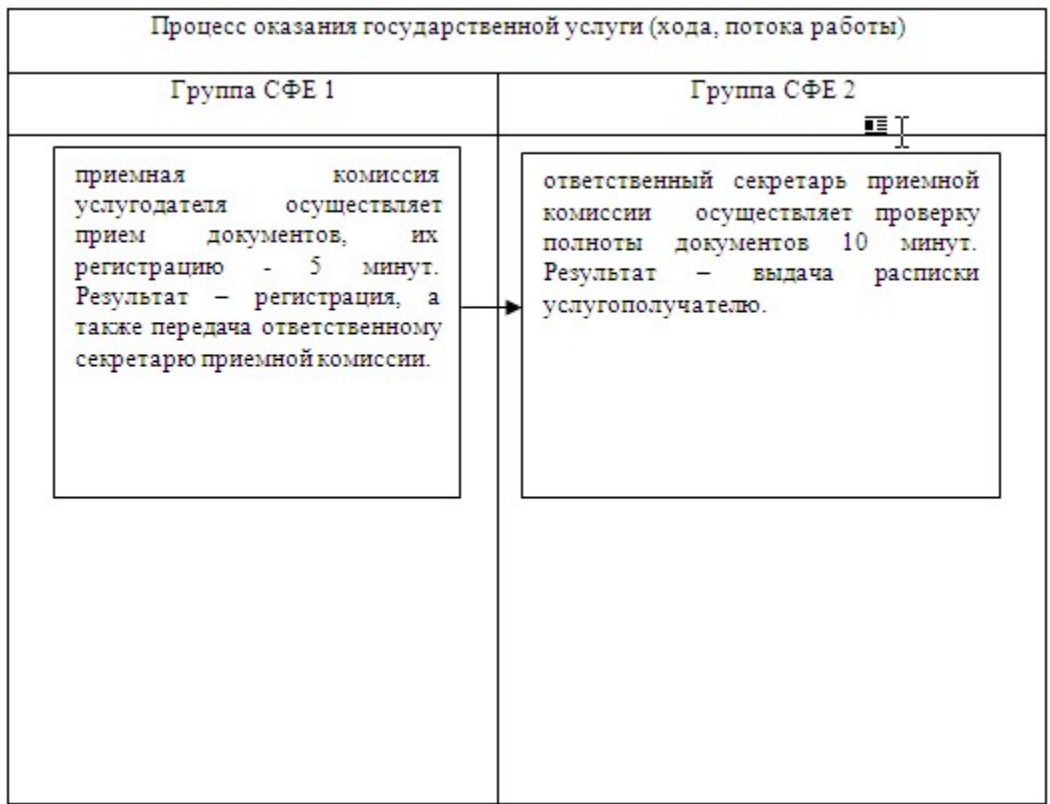 Процесс оказания государственной услуги (хода, потока работы)
Группа СФЕ 1
Группа СФЕ 2
приемная комиссия
услугодателя осуществляет
прием документов, их
регистрацию - 5 минут.
Результат – регистрация, а
также передача ответственному
секретарю приемной комиссии.
ответственный секретарь приемной
комиссии осуществляет проверку
полноты документов 10 минут.
Результат – выдача расписки
услугополучателю.